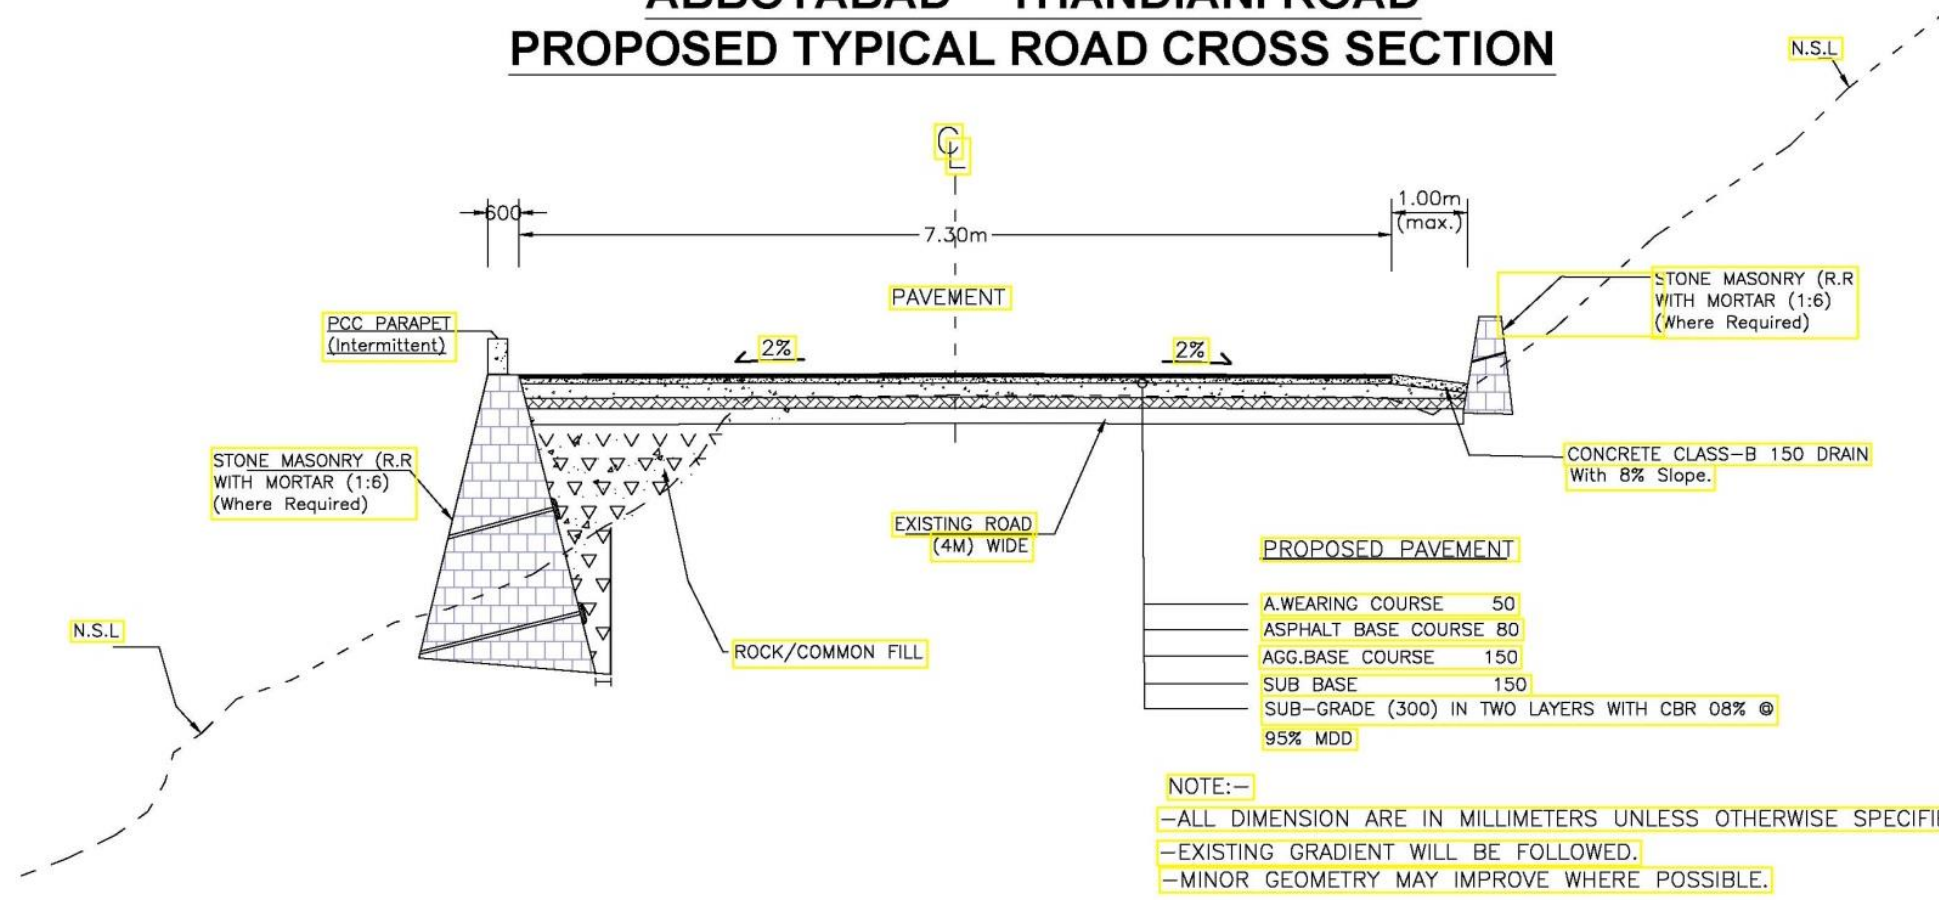 ABBOTABAD – THANDIANI ROAD
PROPOSED TYPICAL ROAD CROSS SECTION
N.S.L
C
L
600
7.30m
1.00m
(max.)
PAVEMENT
STONE MASONRY (R.R
WITH MORTAR (1:6)
(Where Required)
PCC PARAPET
(Intermittent)
2%
2%
STONE MASONRY (R.R
WITH MORTAR (1:6)
(Where Required)
CONCRETE CLASS-B 150 DRAIN
With 8% Slope.
EXISTING ROAD
(4M) WIDE
PROPOSED PAVEMENT
A.WEARING COURSE 50
ASPHALT BASE COURSE 80
AGG.BASE COURSE 150
SUB BASE 150
SUB-GRADE (300) IN TWO LAYERS WITH CBR 08% @
95% MDD
N.S.L
ROCK/COMMON FILL
NOTE:-
-ALL DIMENSION ARE IN MILLIMETERS UNLESS OTHERWISE SPECIFI
-EXISTING GRADIENT WILL BE FOLLOWED.
-MINOR GEOMETRY MAY IMPROVE WHERE POSSIBLE.